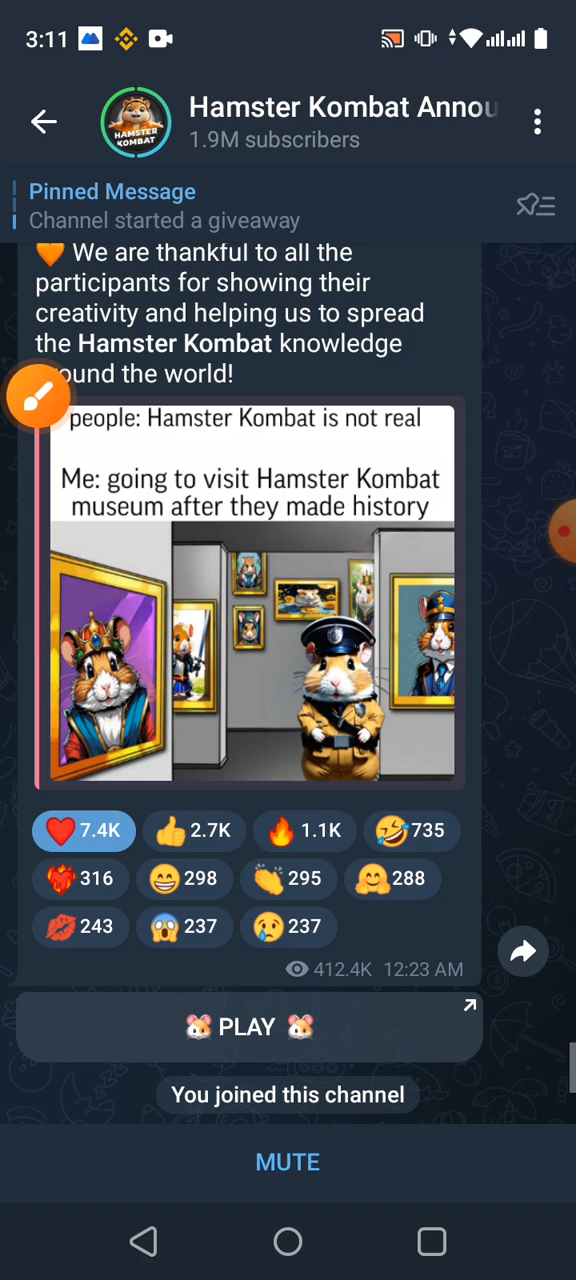 3:11
Hamster Kombat Annou
1.9M subscribers
HAMSTER
KOMBAT
Pinned Message
Channel started a giveaway
🧡 We are thankful to all the
participants for showing their
creativity and helping us to spread
the Hamster Kombat knowledge
ound the world!
people: Hamster Kombat is not real
Me: going to visit Hamster Kombat
museum after they made history
❤️ 7.4K 👍 2.7K 🔥 1.1K 🤣 735
❤️‍🔥 316 😁 298 👏 295 🤗 288
💋 243 😱 237 😢 237
412.4K 12:23 AM
🐹 PLAY 🐹
You joined this channel
MUTE